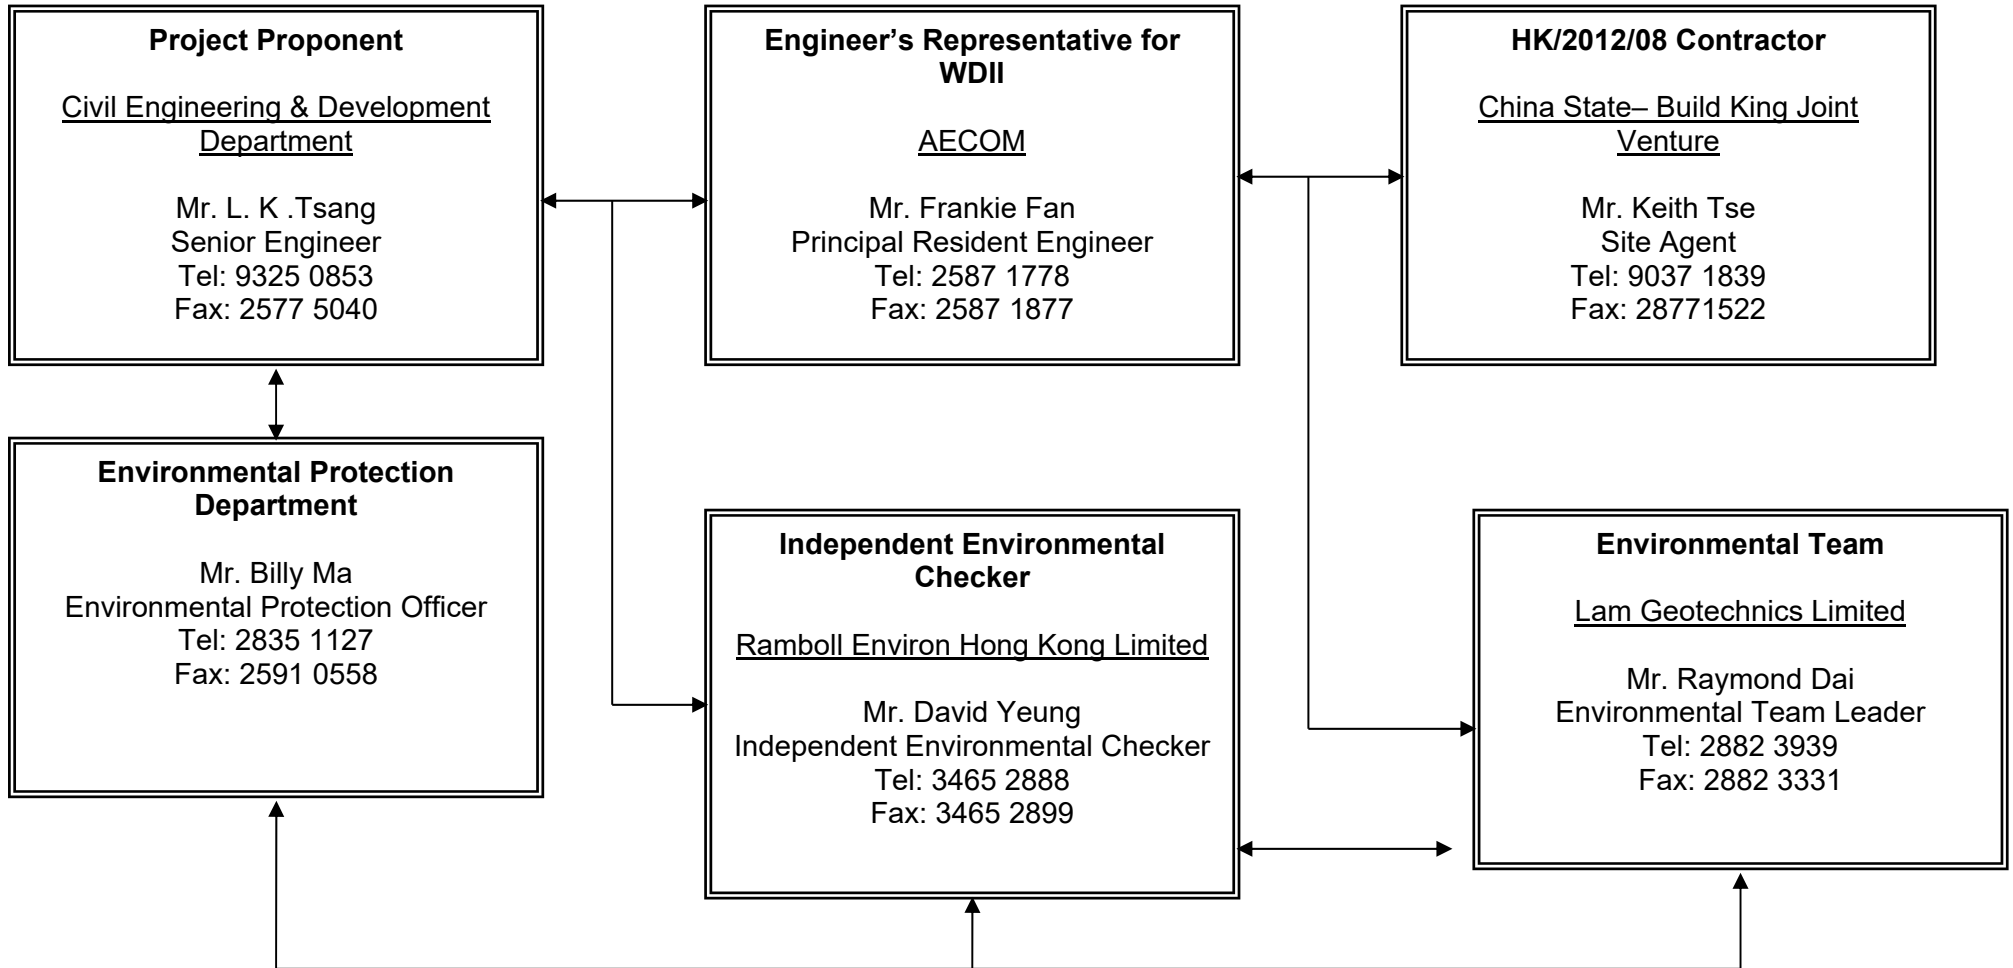 Project Proponent
Civil Engineering & Development
Department
Mr. L. K .Tsang
Senior Engineer
Tel: 9325 0853
Fax: 2577 5040
Engineer’s Representative for
WDII
AECOM
Mr. Frankie Fan
Principal Resident Engineer
Tel: 2587 1778
Fax: 2587 1877
HK/2012/08 Contractor
China State– Build King Joint
Venture
Mr. Keith Tse
Site Agent
Tel: 9037 1839
Fax: 28771522
Environmental Protection
Department
Mr. Billy Ma
Environmental Protection Officer
Tel: 2835 1127
Fax: 2591 0558
Independent Environmental
Checker
Ramboll Environ Hong Kong Limited
Mr. David Yeung
Independent Environmental Checker
Tel: 3465 2888
Fax: 3465 2899
Environmental Team
Lam Geotechnics Limited
Mr. Raymond Dai
Environmental Team Leader
Tel: 2882 3939
Fax: 2882 3331